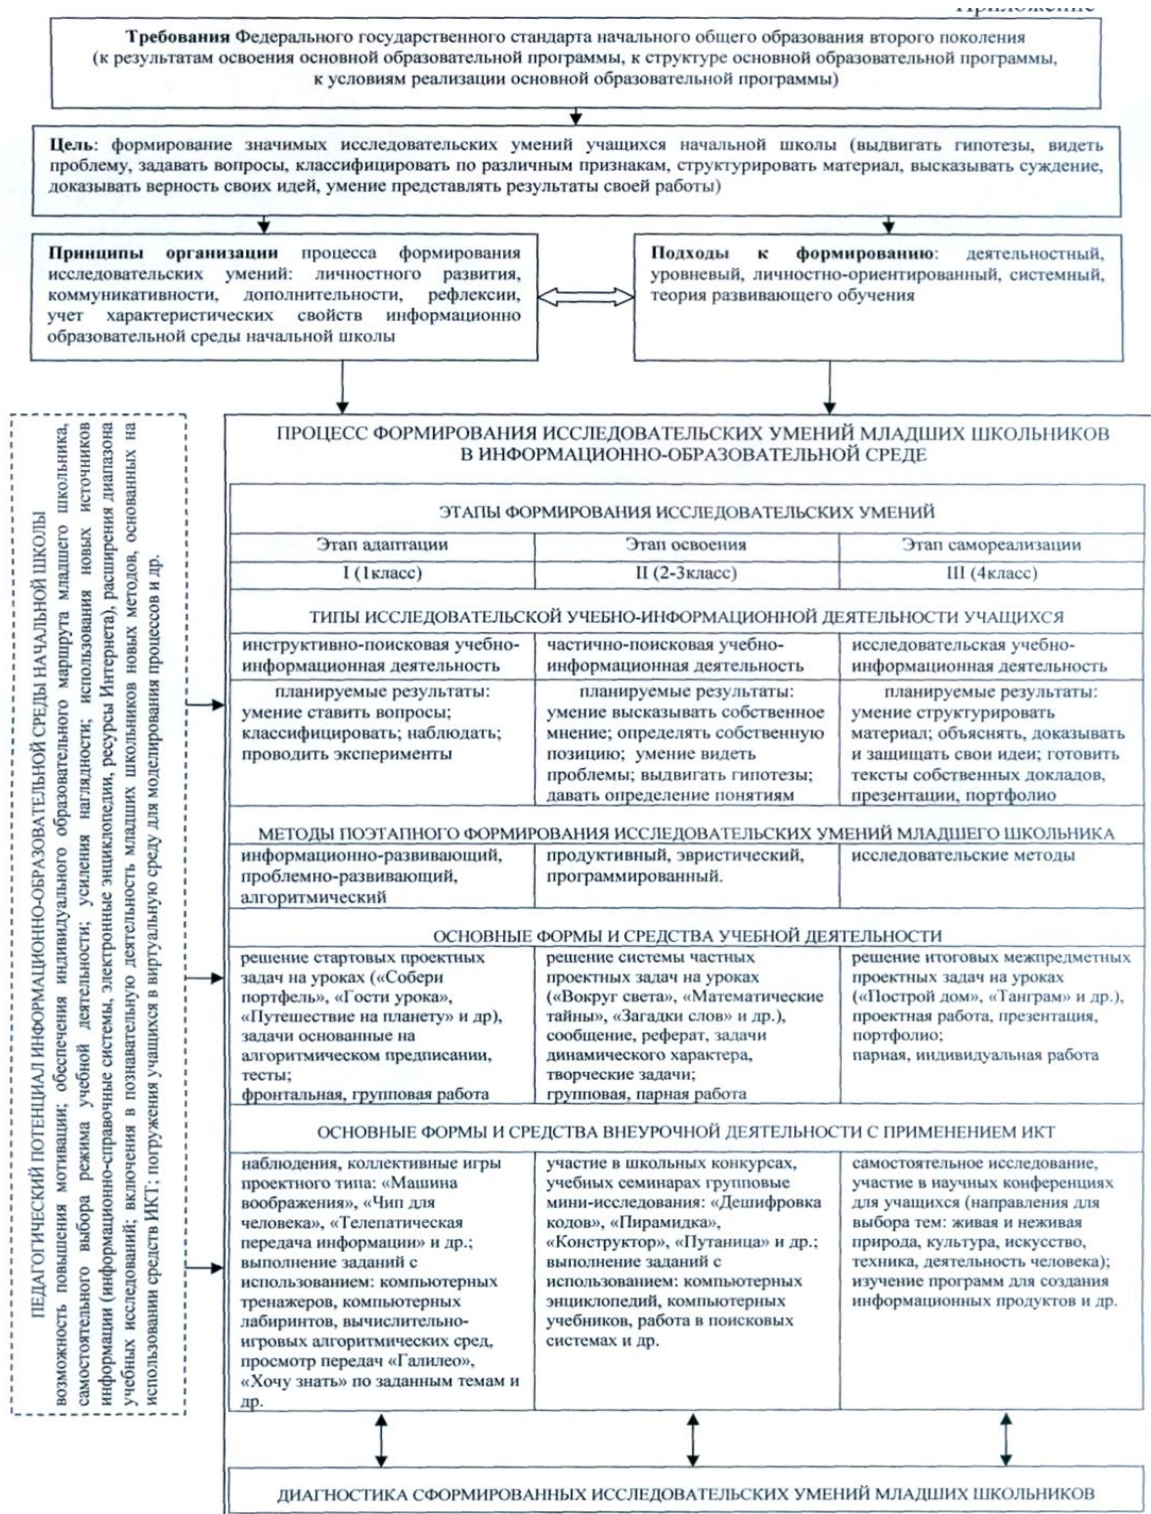 Приложение
Требования Федерального государственного стандарта начального общего образования второго поколения
(к результатам освоения основной образовательной программы, к структуре основной образовательной программы,
к условиям реализации основной образовательной программы)
Цель: формирование значимых исследовательских умений учащихся начальной школы (выдвигать гипотезы, видеть
проблему, задавать вопросы, классифицировать по различным признакам, структурировать материал, высказывать суждение,
доказывать верность своих идей, умение представлять результаты своей работы)
Принципы организации процесса формирования
исследовательских умений: личностного развития,
коммуникативности, дополнительности, рефлексии,
учет характеристических свойств информационно
образовательной среды начальной школы
Подходы к формированию: деятельностный,
уровневый, личностно-ориентированный, системный,
теория развивающего обучения
ПЕДАГОГИЧЕСКИЙ ПОТЕНЦИАЛ ИНФОРМАЦИОННО-ОБРАЗОВАТЕЛЬНОЙ СРЕДЫ НАЧАЛЬНОЙ ШКОЛЫ
возможность повышения мотивации; обеспечения индивидуального образовательного маршрута младшего школьника,
самостоятельного выбора режима учебной деятельности; усиления наглядности; использования новых источников
информации (информационно-справочные системы, электронные энциклопедии, ресурсы Интернета), расширения диапазона
учебных исследований; включения в познавательную деятельность младших школьников новых методов, основанных на
использовании средств ИКТ; погружения учащихся в виртуальную среду для моделирования процессов и др.
ПРОЦЕСС ФОРМИРОВАНИЯ ИССЛЕДОВАТЕЛЬСКИХ УМЕНИЙ МЛАДШИХ ШКОЛЬНИКОВ
В ИНФОРМАЦИОННО-ОБРАЗОВАТЕЛЬНОЙ СРЕДЕ
ЭТАПЫ ФОРМИРОВАНИЯ ИССЛЕДОВАТЕЛЬСКИХ УМЕНИЙ
Этап адаптации
Этап освоения
Этап самореализации
I (1класс)
II (2-3класс)
III (4класс)
ТИПЫ ИССЛЕДОВАТЕЛЬСКОЙ УЧЕБНО-ИНФОРМАЦИОННОЙ ДЕЯТЕЛЬНОСТИ УЧАЩИХСЯ
инструктивно-поисковая учебно-
информационная деятельность
частично-поисковая учебно-
информационная деятельность
исследовательская учебно-
информационная деятельность
планируемые результаты:
умение ставить вопросы;
классифицировать; наблюдать;
проводить эксперименты
планируемые результаты:
умение высказывать собственное
мнение; определять собственную
позицию; умение видеть
проблемы; выдвигать гипотезы;
давать определение понятиям
планируемые результаты:
умение структурировать
материал; объяснять, доказывать
и защищать свои идеи; готовить
тексты собственных докладов,
презентации, портфолио
МЕТОДЫ ПОЭТАПНОГО ФОРМИРОВАНИЯ ИССЛЕДОВАТЕЛЬСКИХ УМЕНИЙ МЛАДШЕГО ШКОЛЬНИКА
информационно-развивающий,
проблемно-развивающий,
алгоритмический
продуктивный, эвристический,
программированный.
исследовательские методы
ОСНОВНЫЕ ФОРМЫ И СРЕДСТВА УЧЕБНОЙ ДЕЯТЕЛЬНОСТИ
решение стартовых проектных
задач на уроках («Собери
портфель», «Гости урока»,
«Путешествие на планету» и др),
задачи основанные на
алгоритмическом предписании,
тесты;
фронтальная, групповая работа
решение системы частных
проектных задач на уроках
(«Вокруг света», «Математические
тайны», «Загадки слов» и др.),
сообщение, реферат, задачи
динамического характера,
творческие задачи;
групповая, парная работа
решение итоговых межпредметных
проектных задач на уроках
(«Построй дом», «Танграм» и др.),
проектная работа, презентация,
портфолио;
парная, индивидуальная работа
ОСНОВНЫЕ ФОРМЫ И СРЕДСТВА ВНЕУРОЧНОЙ ДЕЯТЕЛЬНОСТИ С ПРИМЕНЕНИЕМ ИКТ
наблюдения, коллективные игры
проектного типа: «Машина
воображения», «Чип для
человека», «Телепатическая
передача информации» и др.;
выполнение заданий с
использованием: компьютерных
тренажеров, компьютерных
лабиринтов, вычислительно-
игровых алгоритмических сред,
просмотр передач «Галилео»,
«Хочу знать» по заданным темам и
др.
участие в школьных конкурсах,
учебных семинарах групповые
мини-исследования: «Дешифровка
кодов», «Пирамидка»,
«Конструктор», «Путаница» и др.;
выполнение заданий с
использованием: компьютерных
энциклопедий, компьютерных
учебников, работа в поисковых
системах и др.
самостоятельное исследование,
участие в научных конференциях
для учащихся (направления для
выбора тем: живая и неживая
природа, культура, искусство,
техника, деятельность человека);
изучение программ для создания
информационных продуктов и др.
ДИАГНОСТИКА СФОРМИРОВАННЫХ ИССЛЕДОВАТЕЛЬСКИХ УМЕНИЙ МЛАДШИХ ШКОЛЬНИКОВ